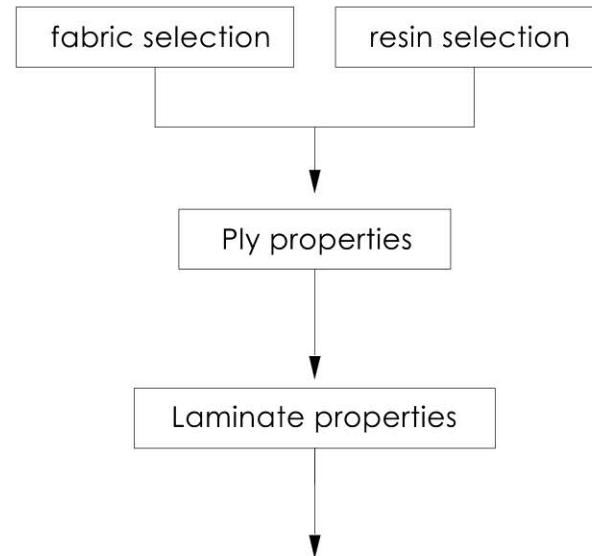 fabric selection
resin selection
Ply properties
Laminate properties